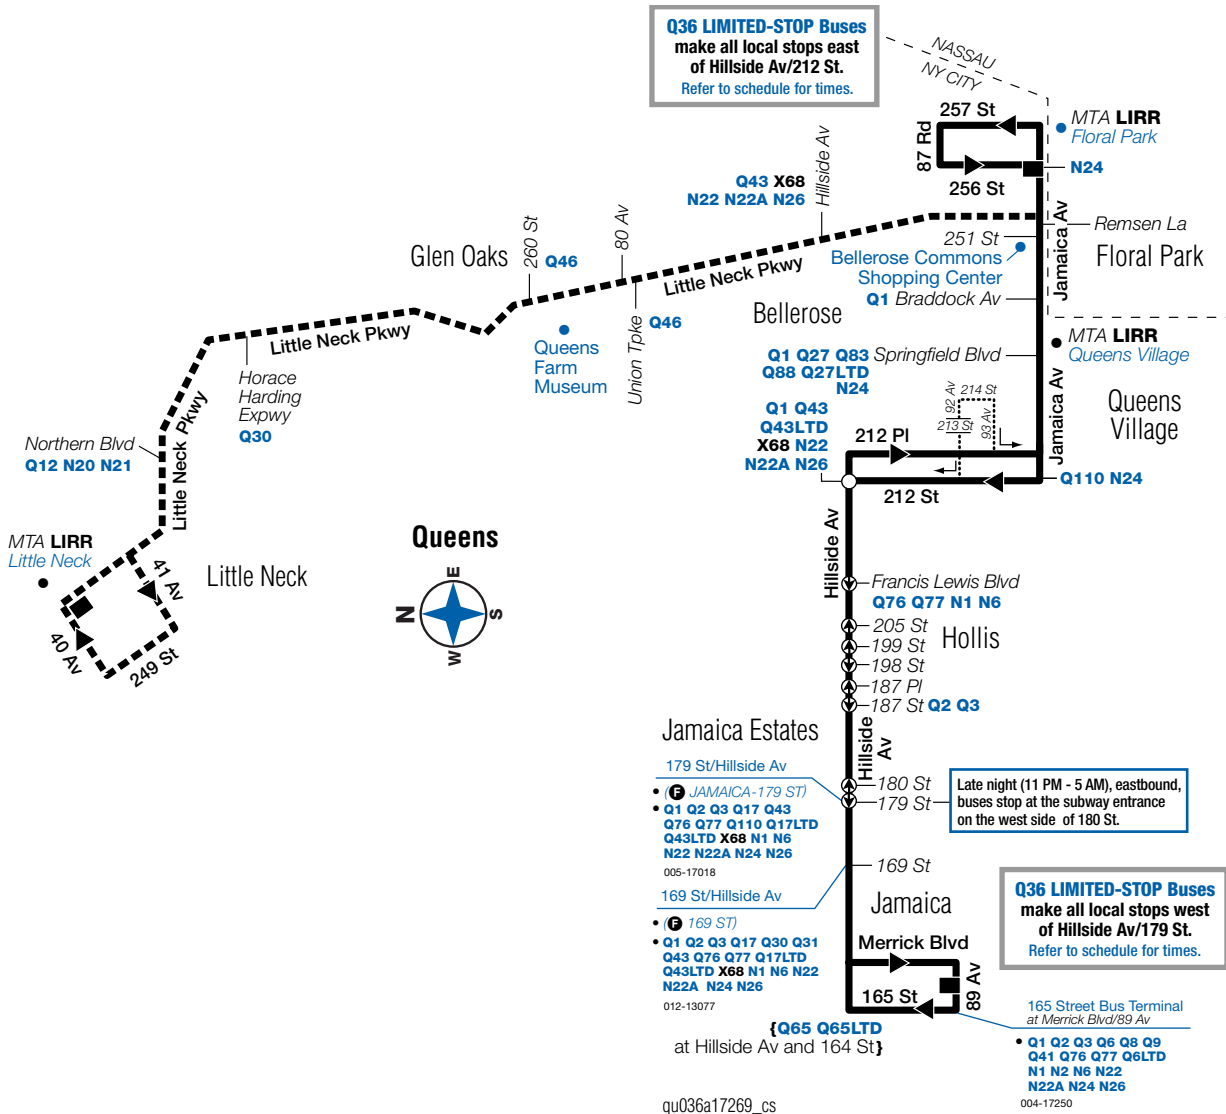 Q36 LIMITED-STOP Buses
make all local stops east
of Hillside Av/212 St.
Refer to schedule for times.
NASSAU
NY CITY
257 St
87 Rd
256 St
MTA LIRR
Floral Park
N24
Hillside Av
Q43 X68
N22 N22A N26
Jamaica Av
Remsen La
251 St
Floral Park
Bellerose Commons
Shopping Center
Q1 Braddock Av
80 Av
260 St
Q46
Glen Oaks
Little Neck Pkwy
Bellerose
Little Neck Pkwy
Union Tpke
Q46
Queens
Farm
Museum
MTA LIRR
Queens Village
Q1 Q27 Q83 Springfield Blvd
Q88 Q27LTD
N24
Horace
Harding
Expwy
Q30
Little Neck Pkwy
Northern Blvd
Q12 N20 N21
Jamaica Av
Queens
Village
92 Av
214 St
213 St
93 Av
Q1 Q43
Q43LTD
X68 N22
N22A N26
212 Pl
212 St
Q110 N24
MTA LIRR
Little Neck
41 Av
Little Neck
40 Av
249 St
Queens
E
N
S
W
Hillside Av
Francis Lewis Blvd
Q76 Q77 N1 N6
205 St
Hollis
199 St
198 St
187 Pl
187 St Q2 Q3
Jamaica Estates
Hillside
Av
179 St/Hillside Av
(F JAMAICA-179 ST)
Q1 Q2 Q3 Q17 Q43
Q76 Q77 Q110 Q17LTD
Q43LTD X68 N1 N6
N22 N22A N24 N26
005-17018
180 St
179 St
Late night (11 PM - 5 AM), eastbound,
buses stop at the subway entrance
on the west side of 180 St.
169 St
169 St/Hillside Av
(F 169 ST)
Q1 Q2 Q3 Q17 Q30 Q31
Q43 Q76 Q77 Q17LTD
Q43LTD X68 N1 N6 N22
N22A N24 N26
012-13077
Jamaica
Q36 LIMITED-STOP Buses
make all local stops west
of Hillside Av/179 St.
Refer to schedule for times.
Merrick Blvd
89 Av
165 St
{Q65 Q65LTD
at Hillside Av and 164 St}
165 Street Bus Terminal
at Merrick Blvd/89 Av
Q1 Q2 Q3 Q6 Q8 Q9
Q41 Q76 Q77 Q6LTD
N1 N2 N6 N22
N22A N24 N26
004-17250
qu036a17269_cs